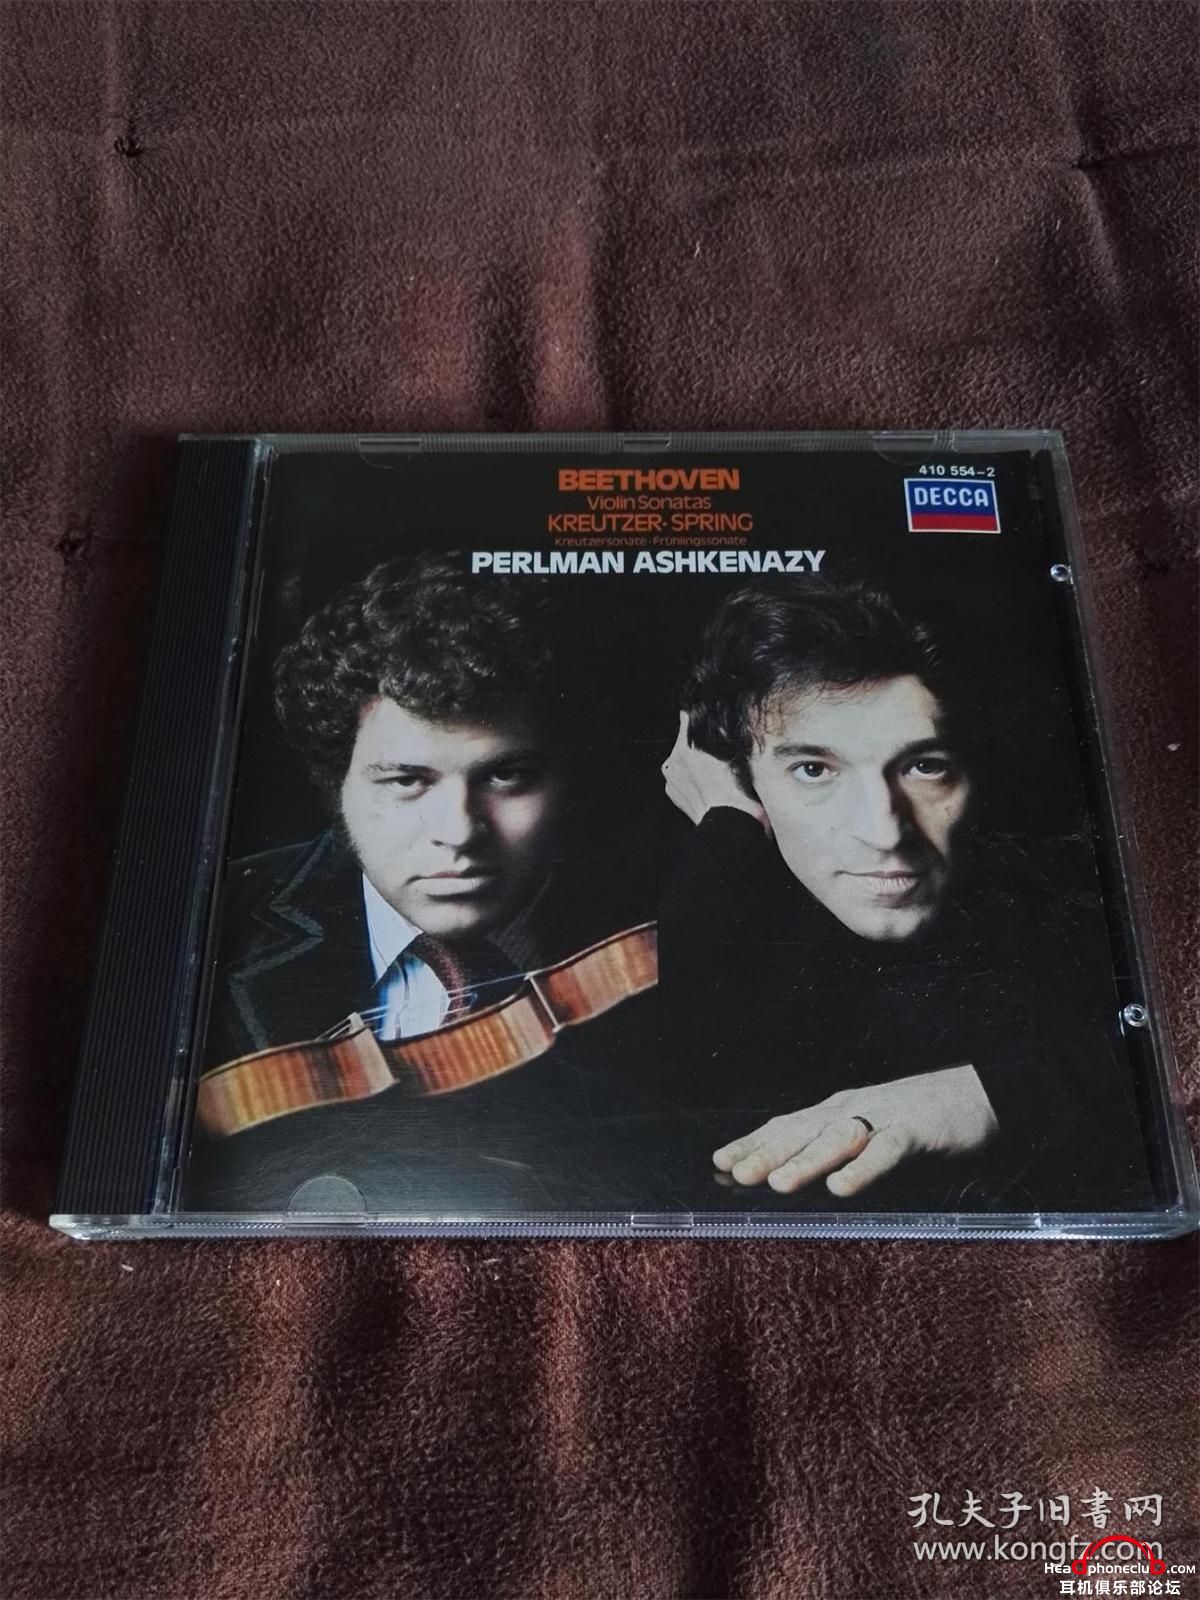 410 554-2
DECCA
BEETHOVEN
Violin Sonatas
KREUTZER·SPRING
Kreutzersonate·Frühlingssonate
PERLMAN ASHKENAZY
孔夫子旧書网
www.kongfz.com
Headphoneclub.com
耳机俱乐部论坛